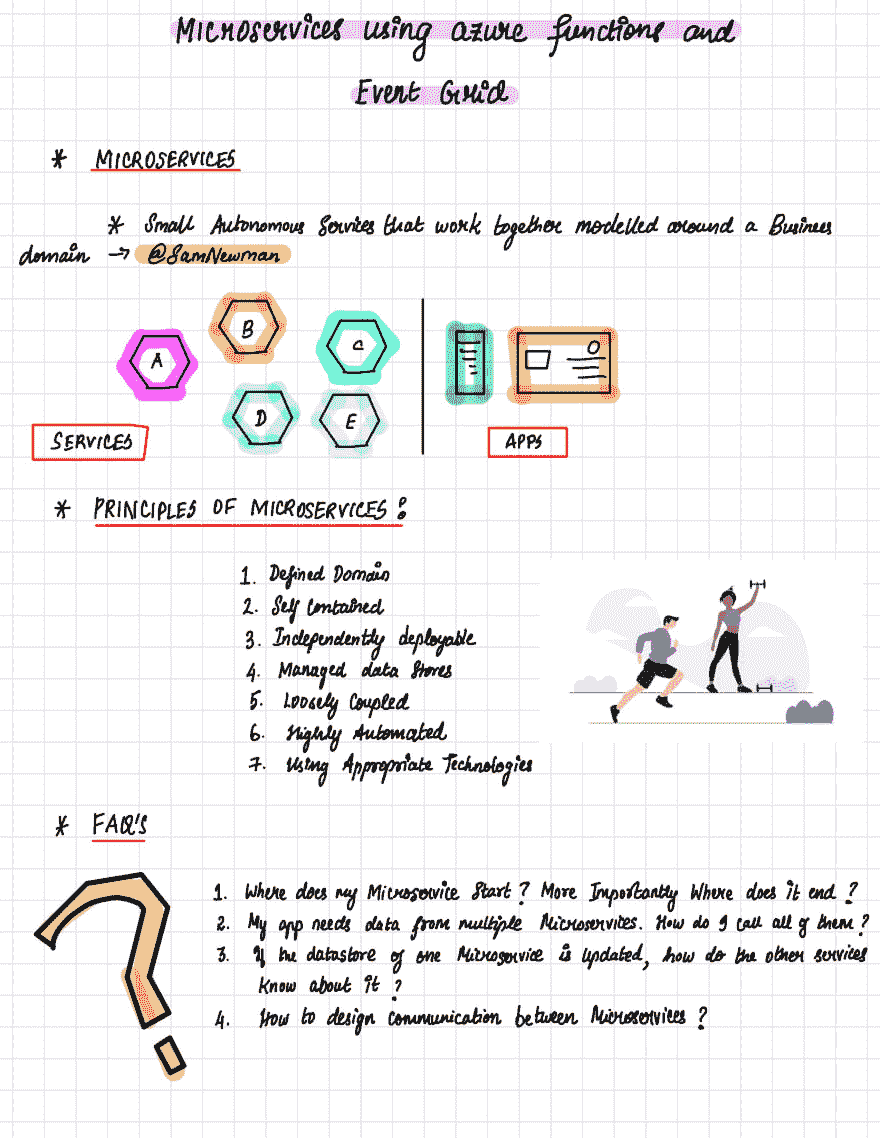 Microservices using azure functions and
Event Grid
* MICROSERVICES
* Small Autonomous Services that work together modelled around a Business
domain → @SamNewman
A
B
C
D
E
SERVICES
APPS
* PRINCIPLES OF MICROSERVICES :
1. Defined Domain
2. Self Contained
3. Independently deployable
4. Managed data Stores
5. Loosely Coupled
6. Highly Automated
7. Using Appropriate Technologies
* FAQ'S
1. Where does my Microservice Start ? More Importantly Where does it end ?
2. My app needs data from multiple Microservices. How do I call all of them ?
3. If the datastore of one Microservice is updated, how do the other services
know about it ?
4. How to design communication between Microservices ?